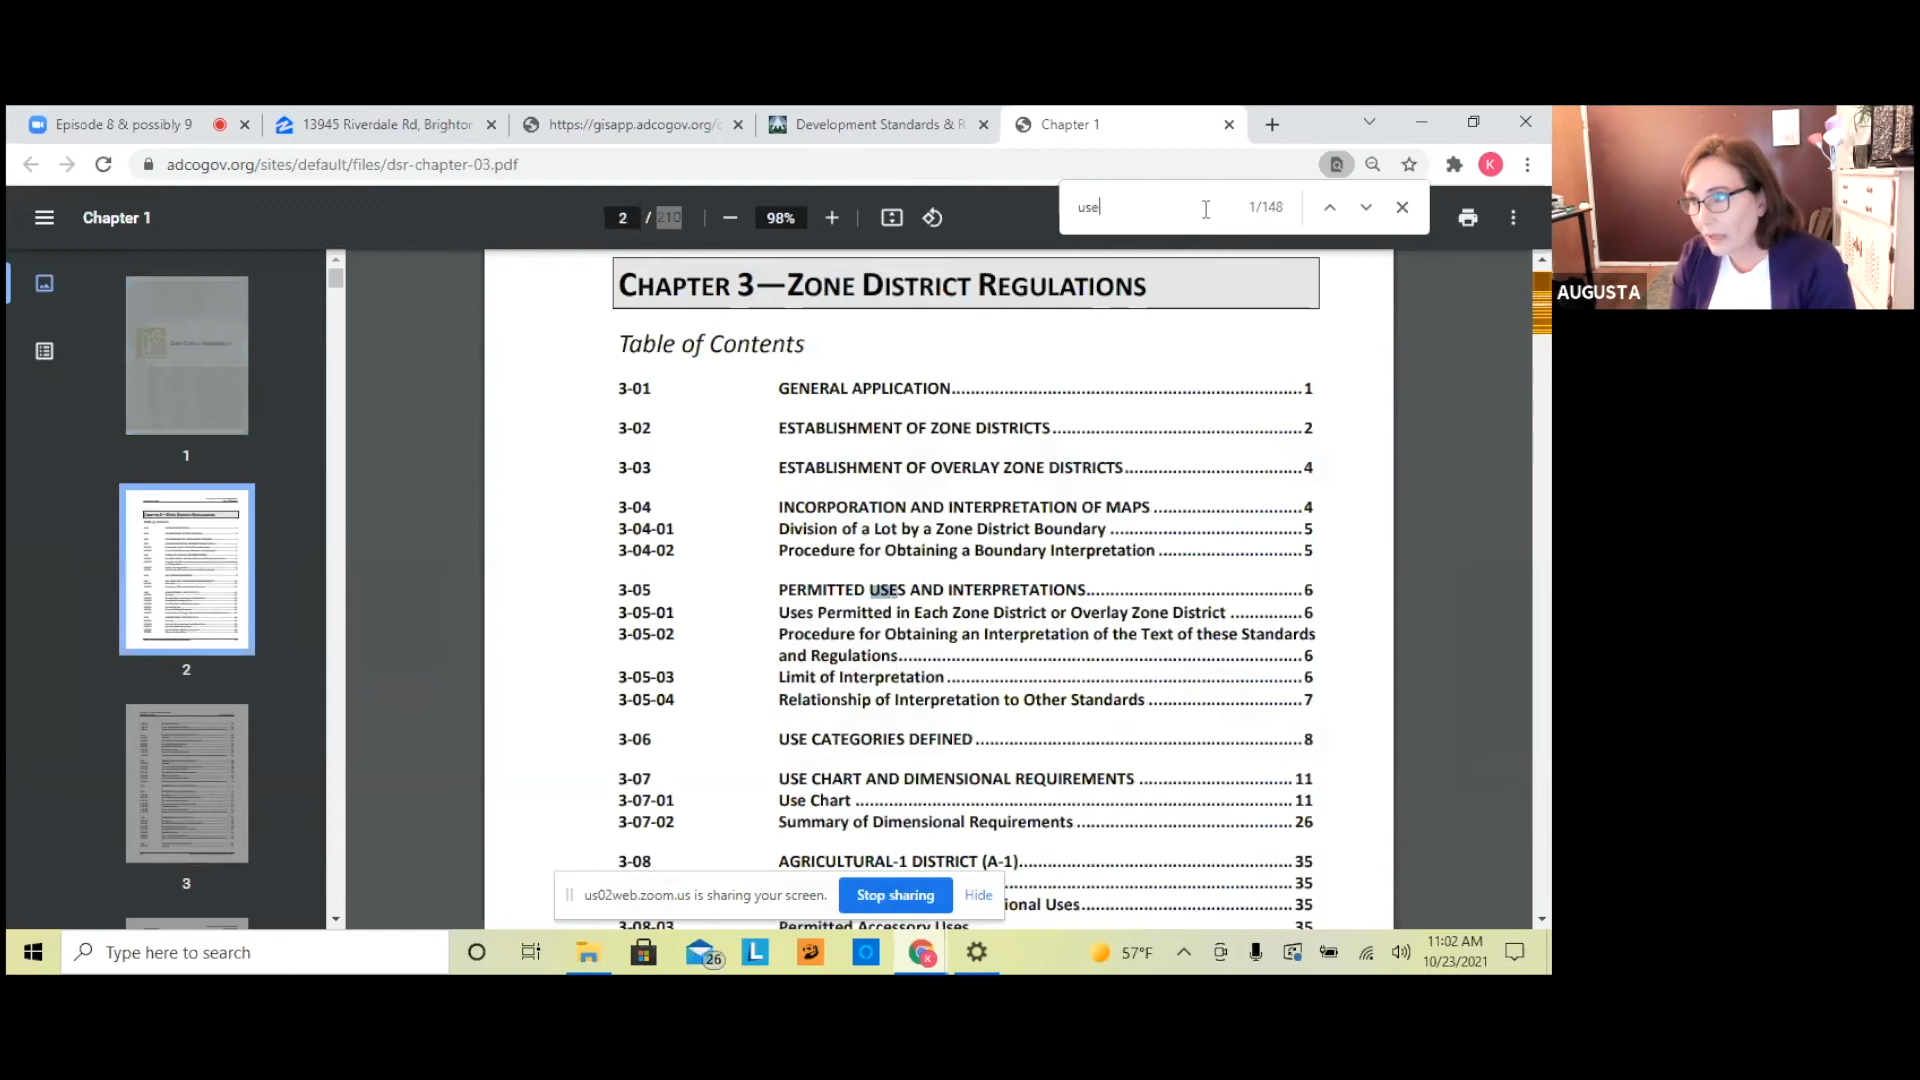 Episode 8 & possibly 9
13945 Riverdale Rd, Brighton
https://gisapp.adcogov.org/
Development Standards & R
Chapter 1
adcogov.org/sites/default/files/dsr-chapter-03.pdf
K
Chapter 1
2 / 210
98%
use
1/148
AUGUSTA
1
2
3
CHAPTER 3—ZONE DISTRICT REGULATIONS
Table of Contents
3-01 GENERAL APPLICATION 1
3-02 ESTABLISHMENT OF ZONE DISTRICTS 2
3-03 ESTABLISHMENT OF OVERLAY ZONE DISTRICTS 4
3-04 INCORPORATION AND INTERPRETATION OF MAPS 4
3-04-01 Division of a Lot by a Zone District Boundary 5
3-04-02 Procedure for Obtaining a Boundary Interpretation 5
3-05 PERMITTED USES AND INTERPRETATIONS 6
3-05-01 Uses Permitted in Each Zone District or Overlay Zone District 6
3-05-02 Procedure for Obtaining an Interpretation of the Text of these Standards
and Regulations 6
3-05-03 Limit of Interpretation 6
3-05-04 Relationship of Interpretation to Other Standards 7
3-06 USE CATEGORIES DEFINED 8
3-07 USE CHART AND DIMENSIONAL REQUIREMENTS 11
3-07-01 Use Chart 11
3-07-02 Summary of Dimensional Requirements 26
3-08 AGRICULTURAL-1 DISTRICT (A-1) 35
35
ional Uses 35
3-08-03 Permitted Accessory Uses 35
us02web.zoom.us is sharing your screen.
Stop sharing
Hide
Type here to search
26
L
K
57°F
11:02 AM
10/23/2021